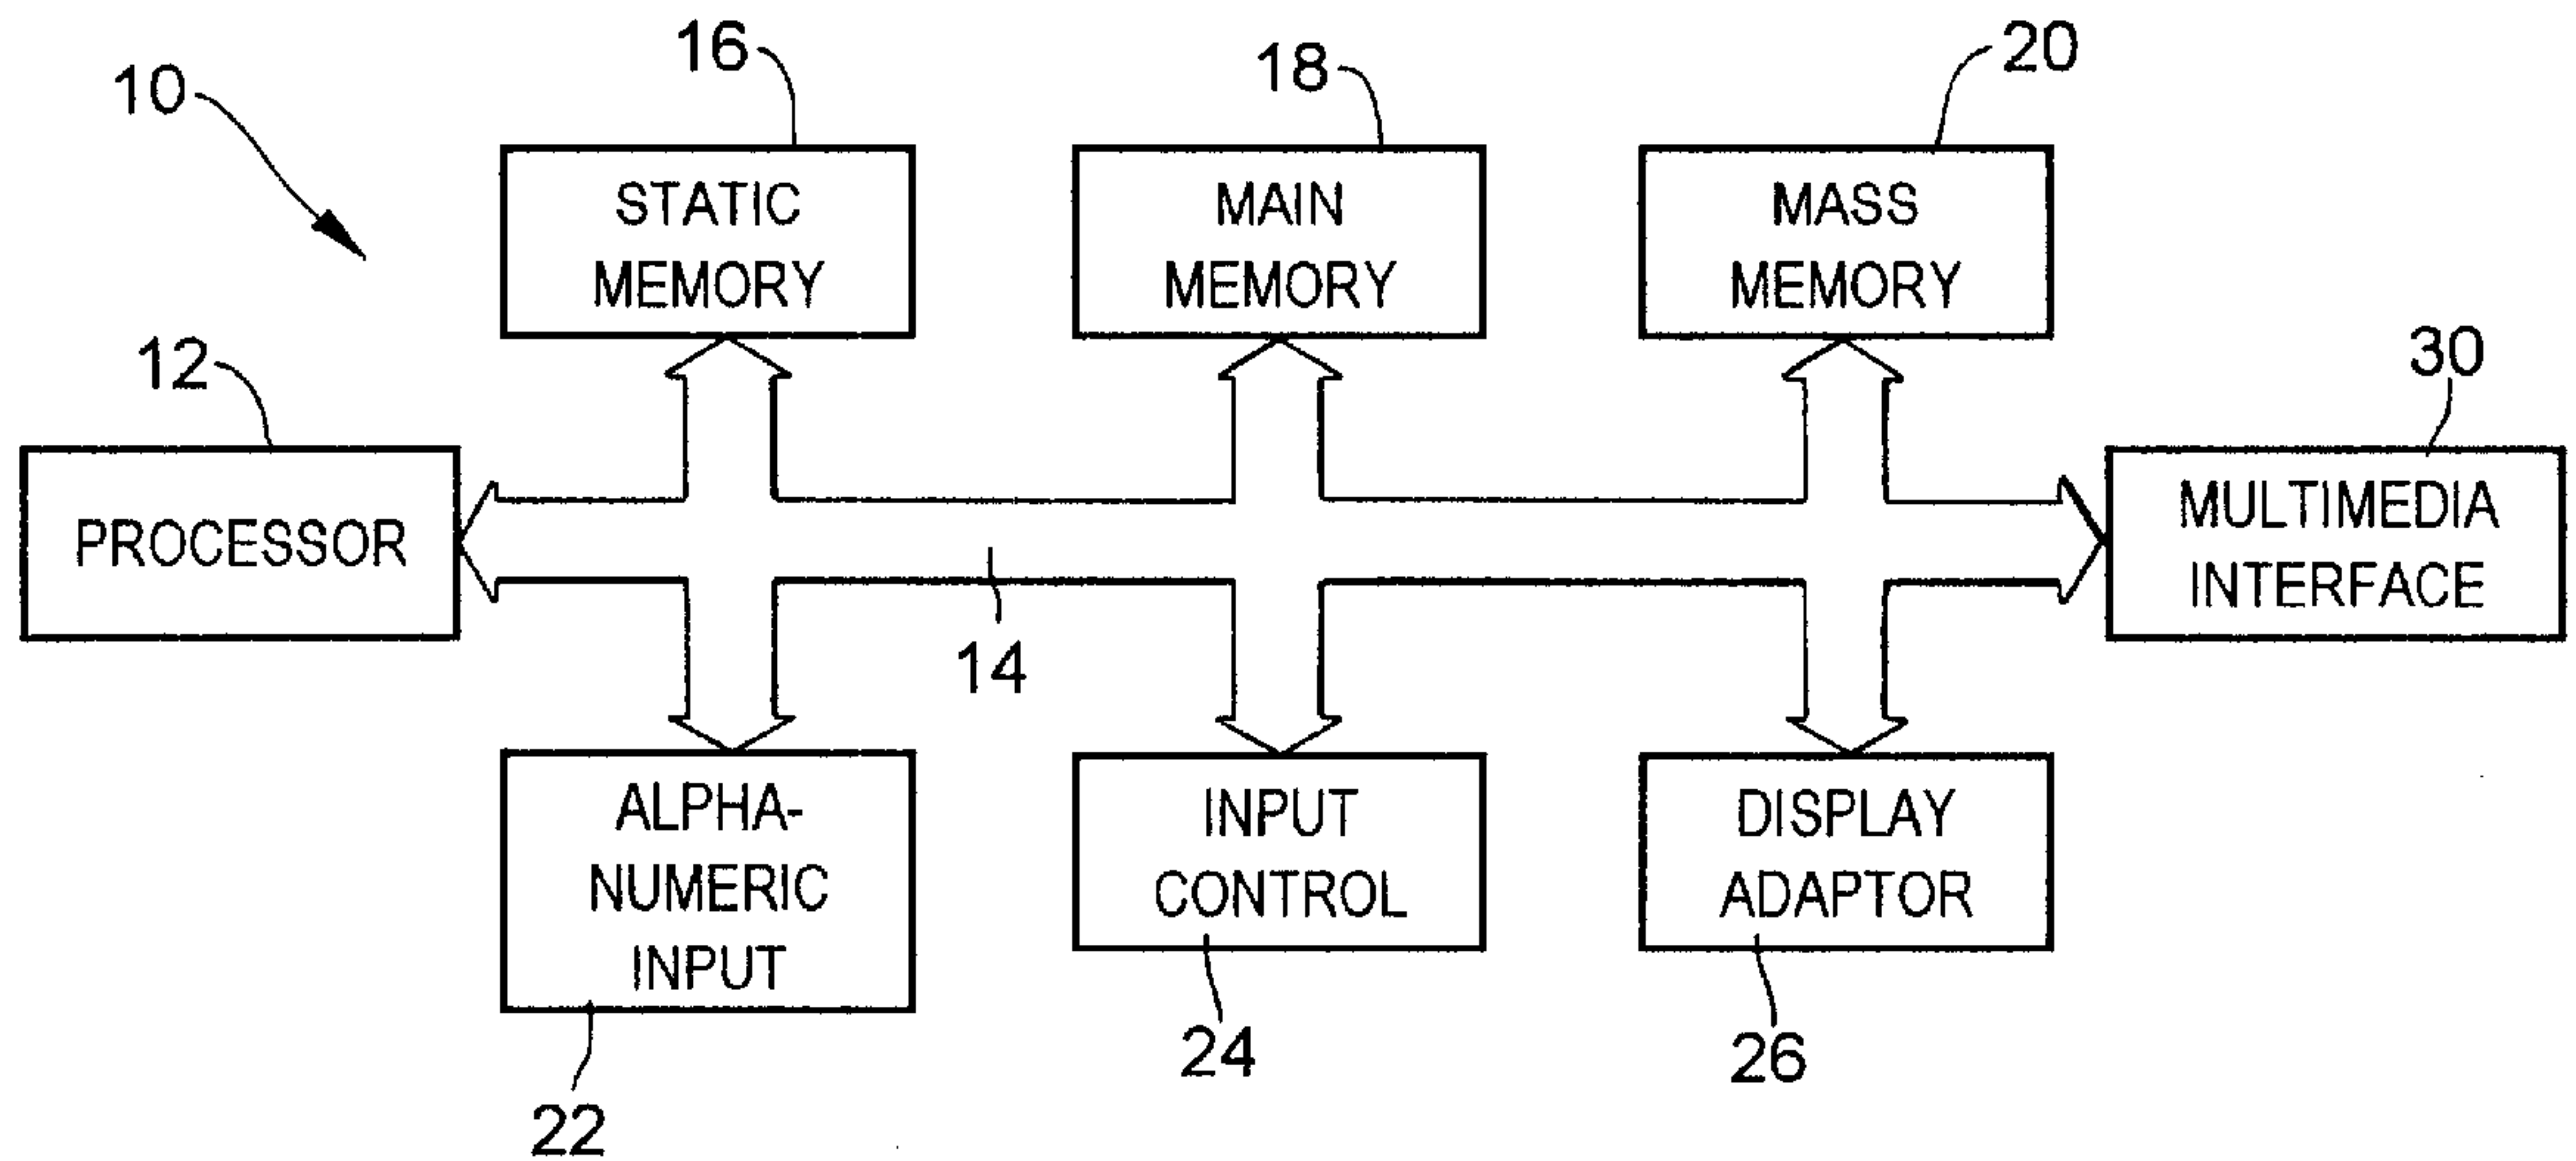 10
16
18
20
STATIC
MEMORY
MAIN
MEMORY
MASS
MEMORY
12
30
PROCESSOR
MULTIMEDIA
INTERFACE
14
ALPHA-
NUMERIC
INPUT
INPUT
CONTROL
DISPLAY
ADAPTOR
22
24
26